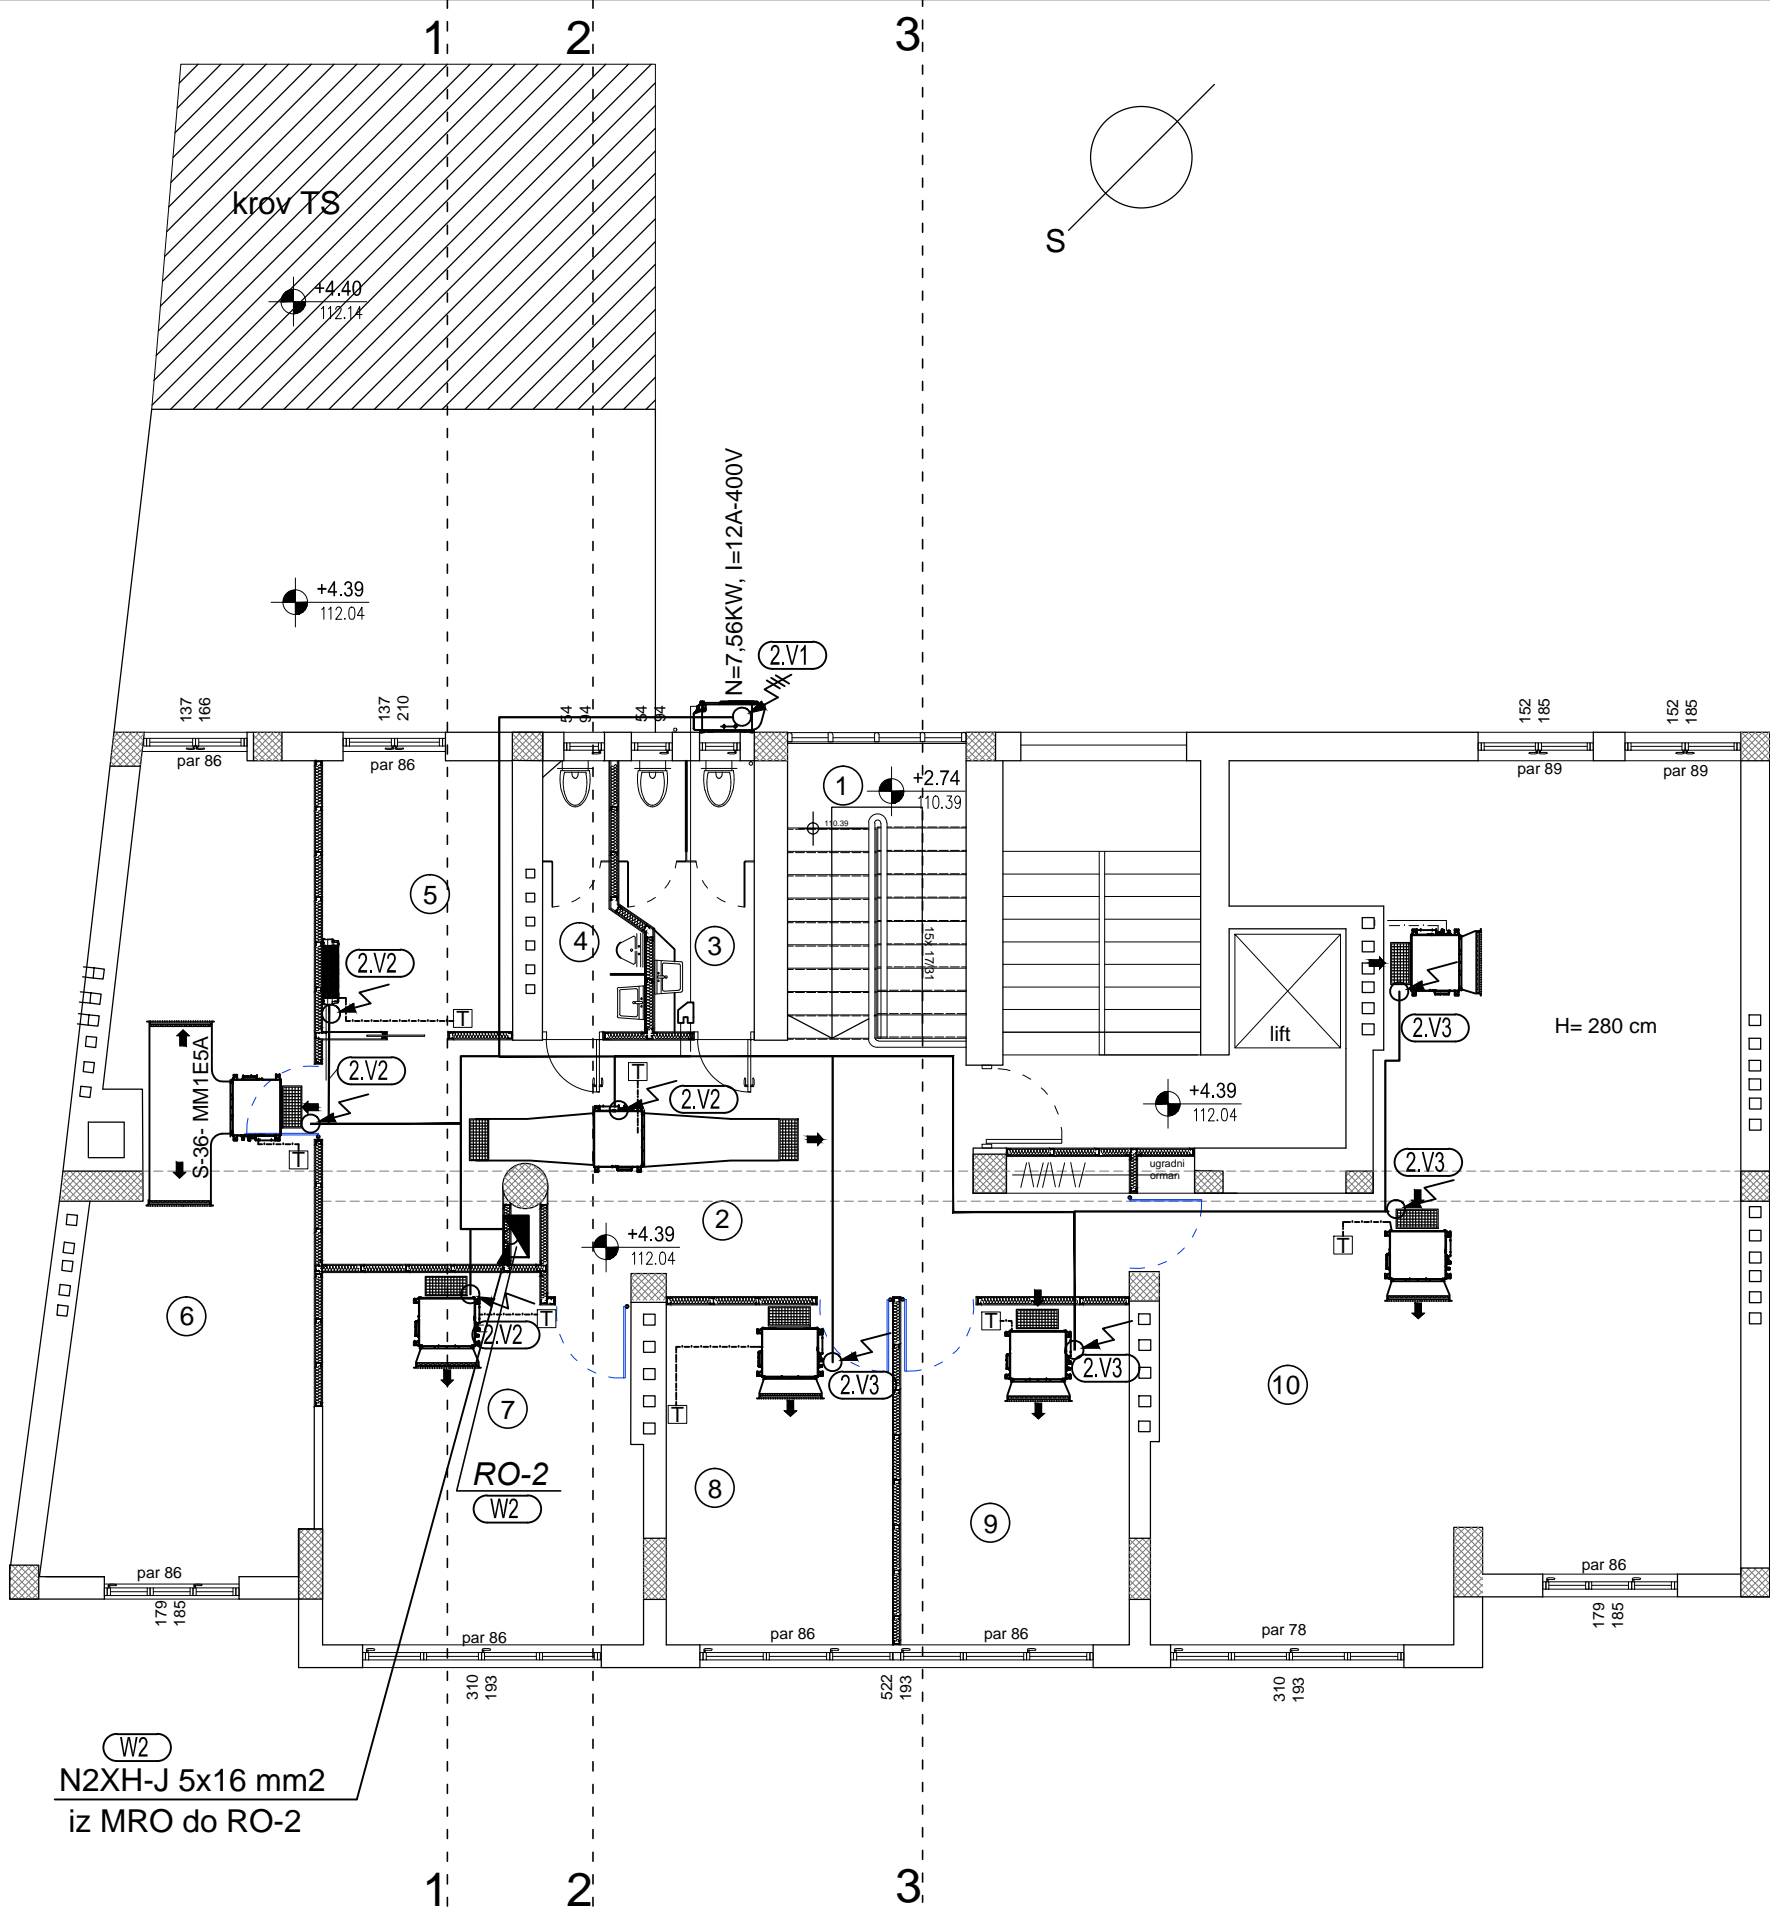 1
2
3
krov TS
S
+4.40
112.14
N=7,56KW, I=12A-400V
+4.39
112.04
2.V1
137
166
137
210
54
94
54
94
152
185
152
185
par 86
par 86
par 89
par 89
1
+2.74
110.39
110.39
5
4
3
15x17/31
2.V2
T
lift
2.V3
H= 280 cm
S-36- MM1E5A
2.V2
T
2.V2
+4.39
112.04
T
ugradni
ormari
2.V3
2
+4.39
112.04
T
6
T
2.V2
T
2.V3
2.V3
T
7
10
RO-2
W2
8
9
par 86
179
185
par 86
par 86
par 86
par 78
par 86
179
185
310
193
522
193
310
193
W2
N2XH-J 5x16 mm2
iz MRO do RO-2
1
2
3